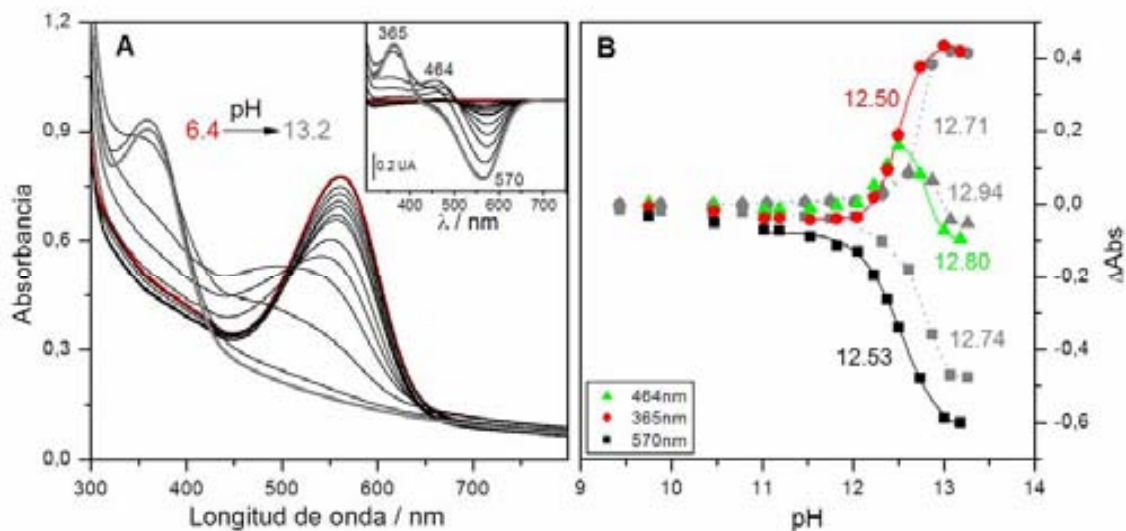 A
pH
6.4 → 13.2
Absorbancia
1,2
0,9
0,6
0,3
0,0
300 400 500 600 700
Longitud de onda / nm
365
464
0.2 UA
570
400 500 600 700
λ / nm
B
12.50
12.71
12.94
12.80
12.74
12.53
464nm
365nm
570nm
0,4
0,2
0,0
-0,2
-0,4
-0,6
ΔAbs
9 10 11 12 13 14
pH